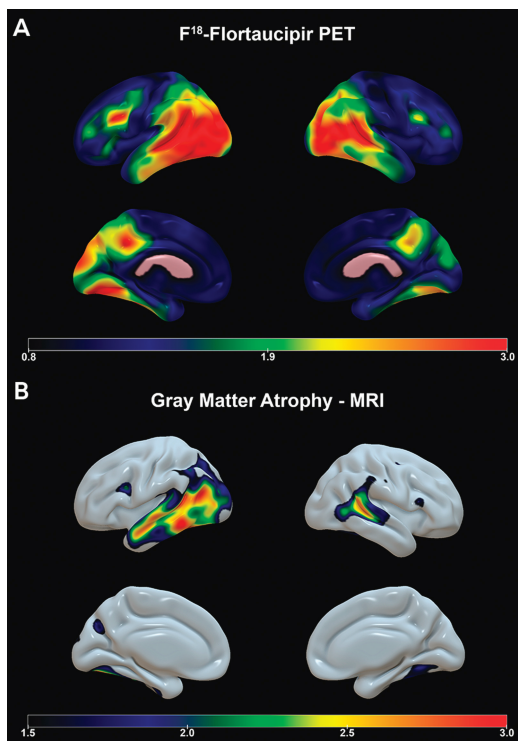 A
F¹⁸-Flortaucipir PET
0.8 1.9 3.0
B
Gray Matter Atrophy - MRI
1.5 2.0 2.5 3.0